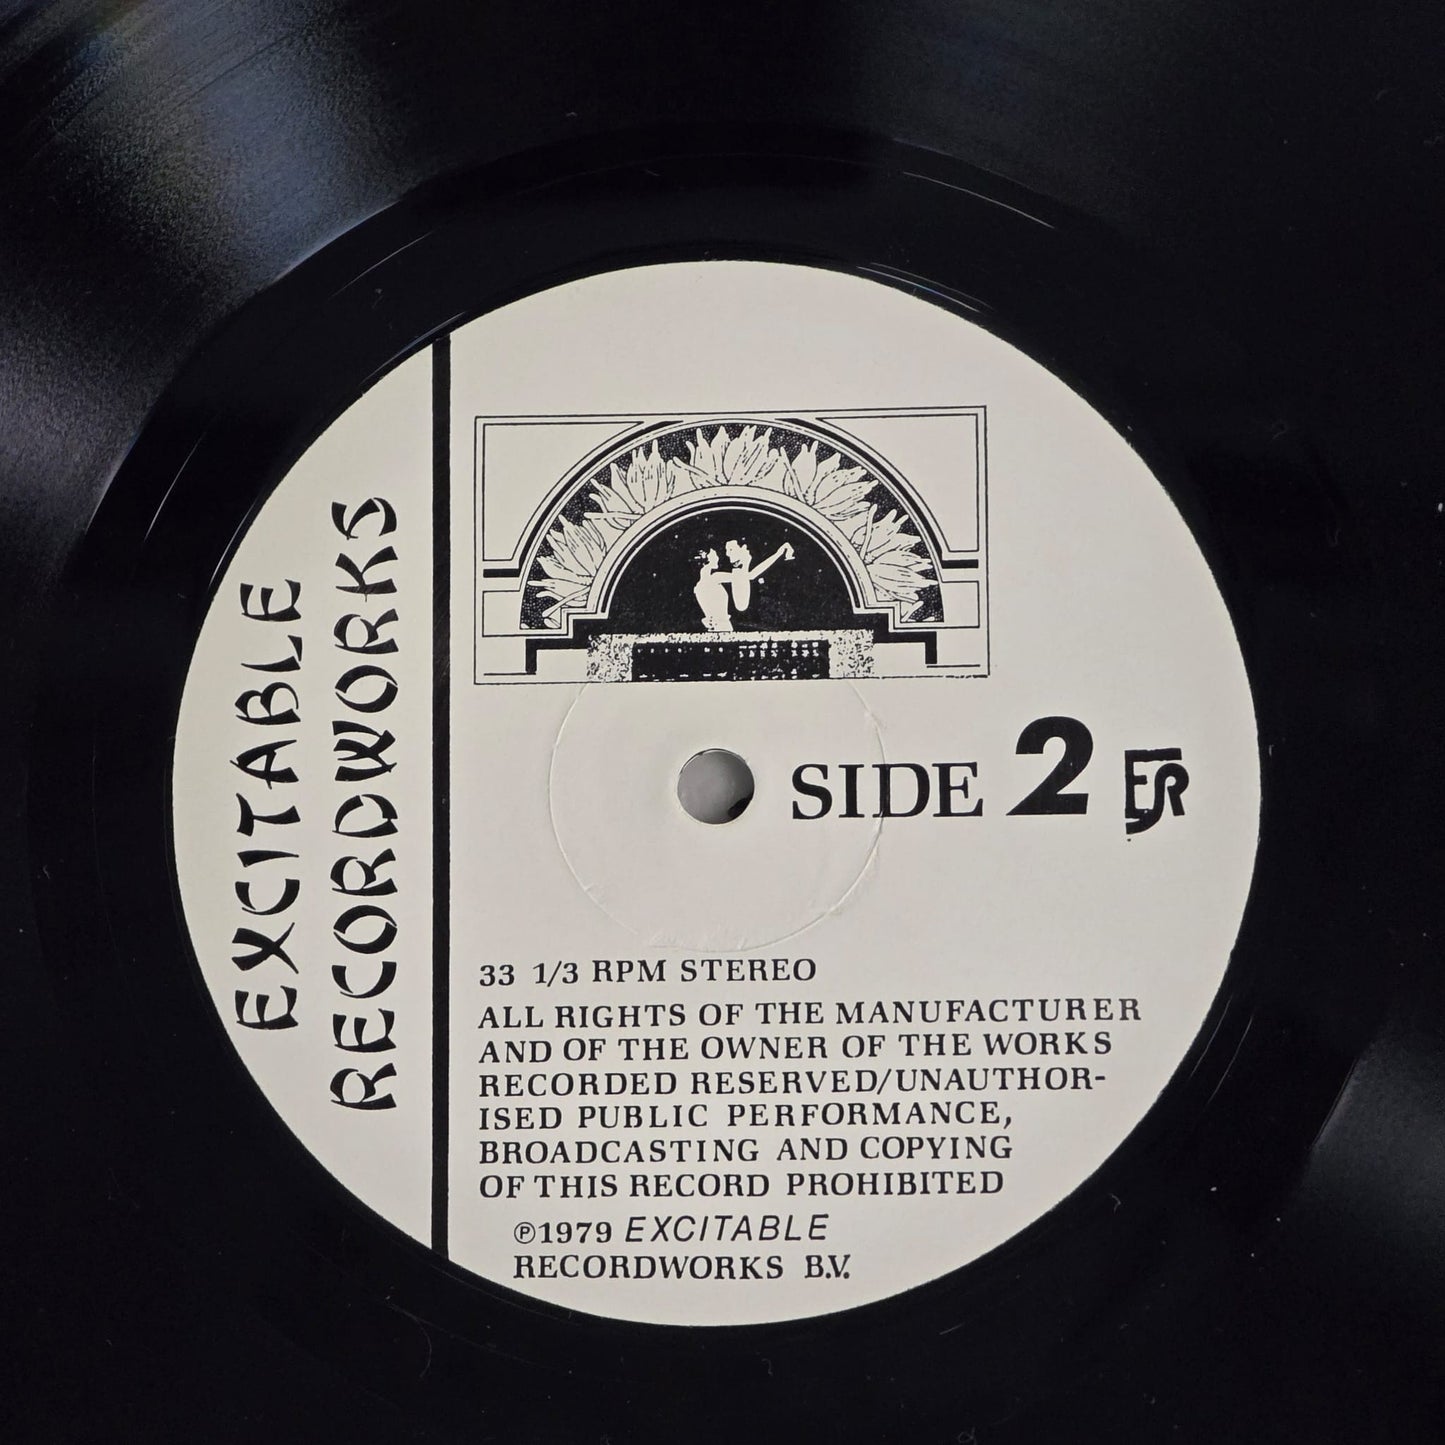 EXCITABLE
RECORDWORKS
SIDE 2
EJR
33 1/3 RPM STEREO
ALL RIGHTS OF THE MANUFACTURER
AND OF THE OWNER OF THE WORKS
RECORDED RESERVED/UNAUTHOR-
ISED PUBLIC PERFORMANCE,
BROADCASTING AND COPYING
OF THIS RECORD PROHIBITED
℗1979 EXCITABLE
RECORDWORKS B.V.